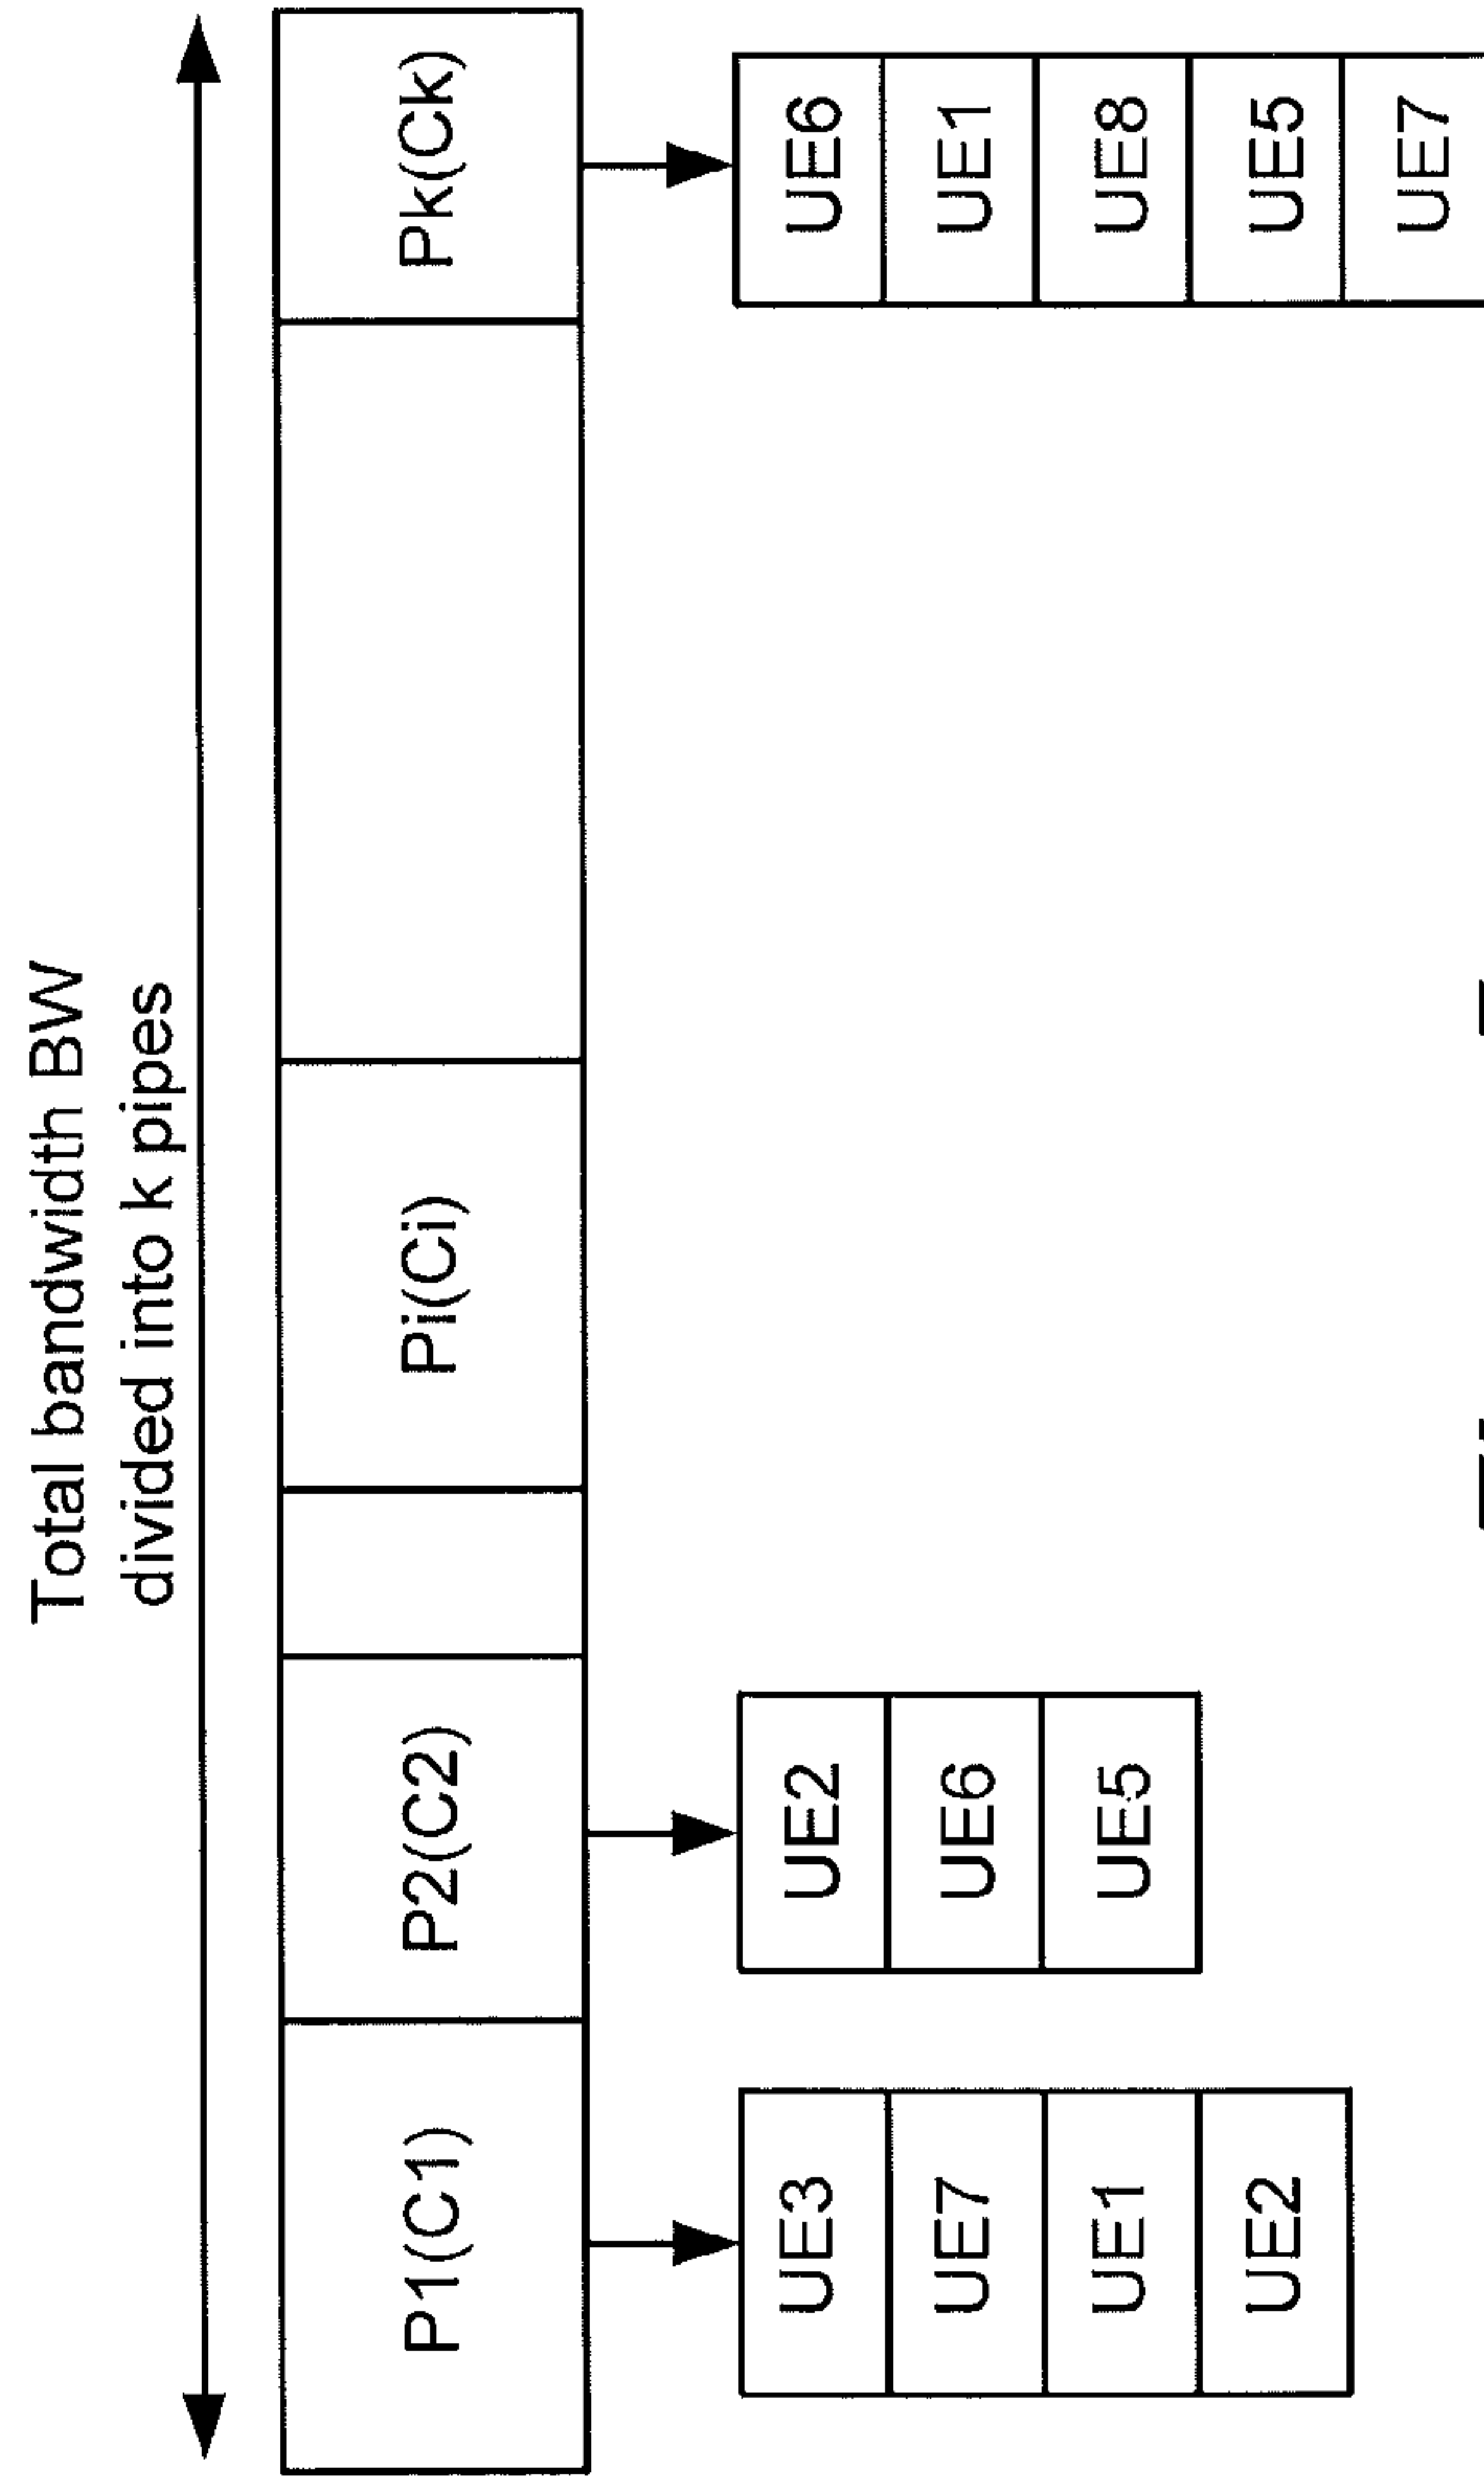 Total bandwidth BW
divided into k pipes
P1(C1)
P2(C2)
Pi(Ci)
Pk(Ck)
UE3
UE7
UE1
UE2
UE2
UE6
UE5
UE6
UE1
UE8
UE5
UE7